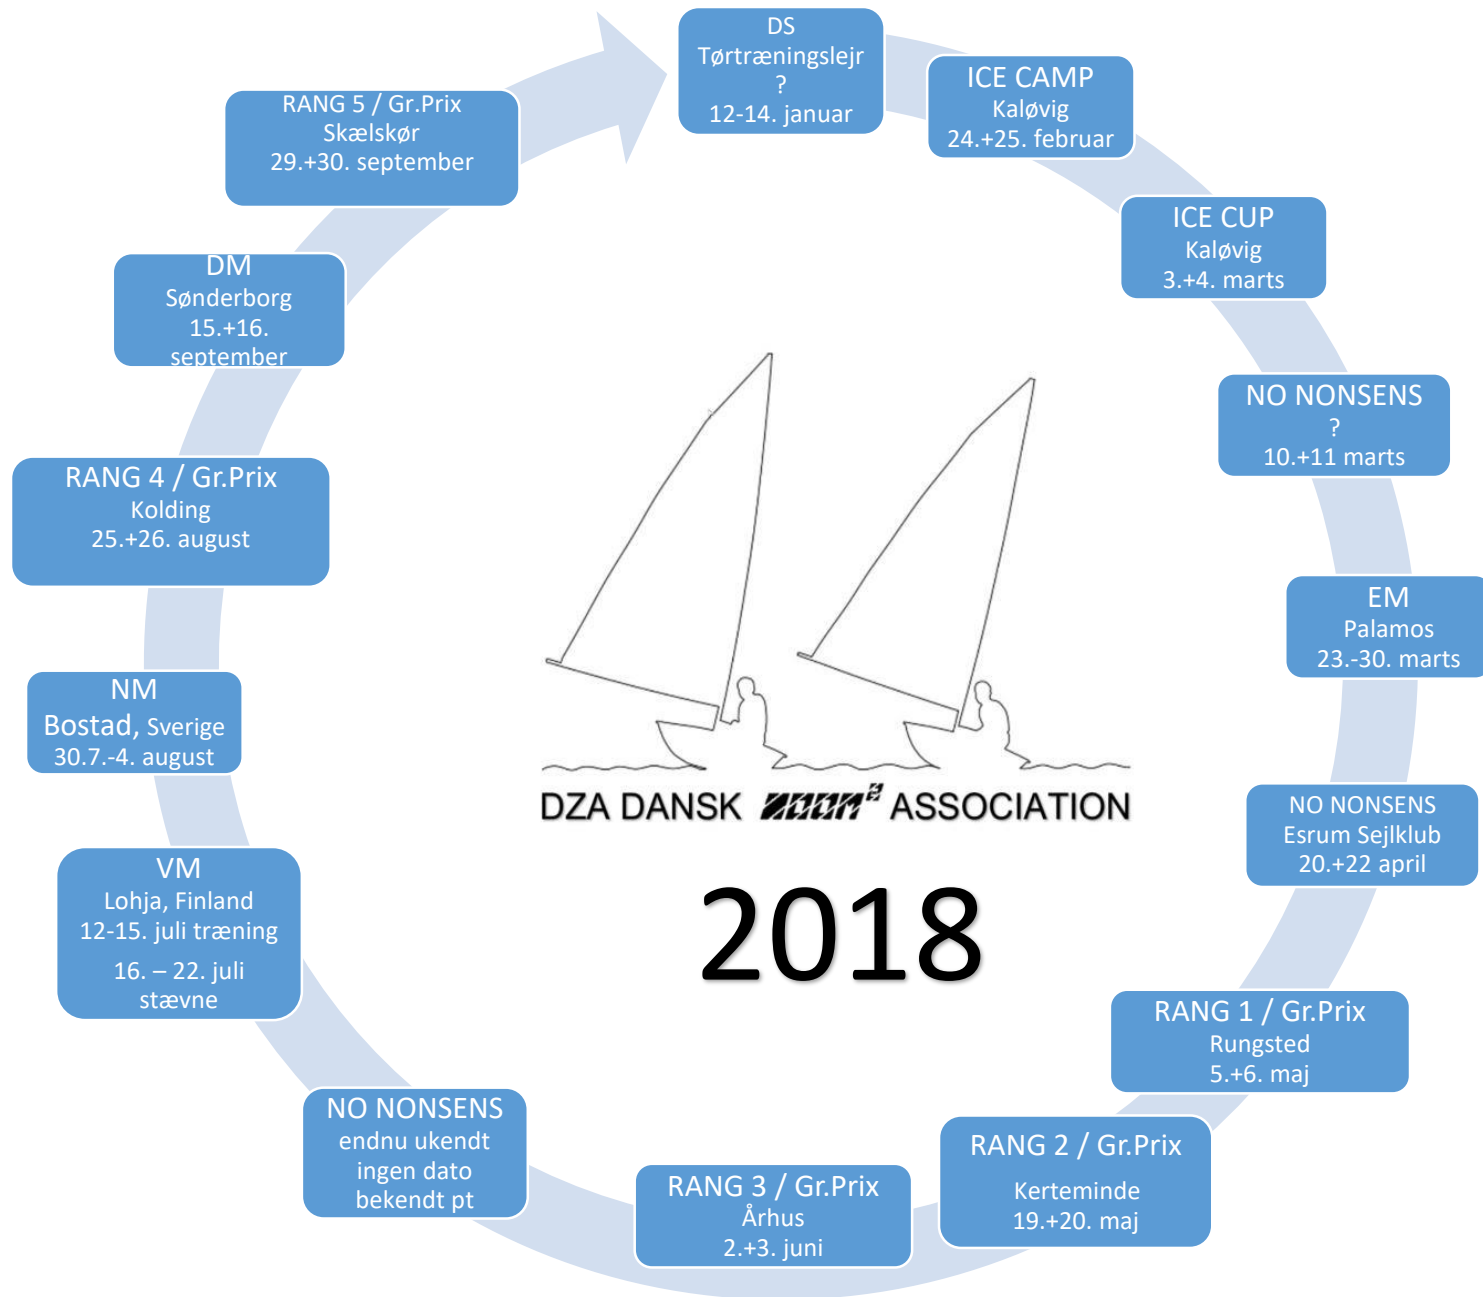 DS
Tørtræningslejr
?
12-14. januar
ICE CAMP
Kaløvig
24.+25. februar
ICE CUP
Kaløvig
3.+4. marts
NO NONSENS
?
10.+11 marts
EM
Palamos
23.-30. marts
NO NONSENS
Esrum Sejlklub
20.+22 april
RANG 1 / Gr.Prix
Rungsted
5.+6. maj
RANG 2 / Gr.Prix
Kerteminde
19.+20. maj
RANG 3 / Gr.Prix
Århus
2.+3. juni
NO NONSENS
endnu ukendt
ingen dato
bekendt pt
VM
Lohja, Finland
12-15. juli træning
16. – 22. juli
stævne
NM
Bostad, Sverige
30.7.-4. august
RANG 4 / Gr.Prix
Kolding
25.+26. august
DM
Sønderborg
15.+16.
september
RANG 5 / Gr.Prix
Skælskør
29.+30. september
DZA DANSK ZOOM8 ASSOCIATION
2018